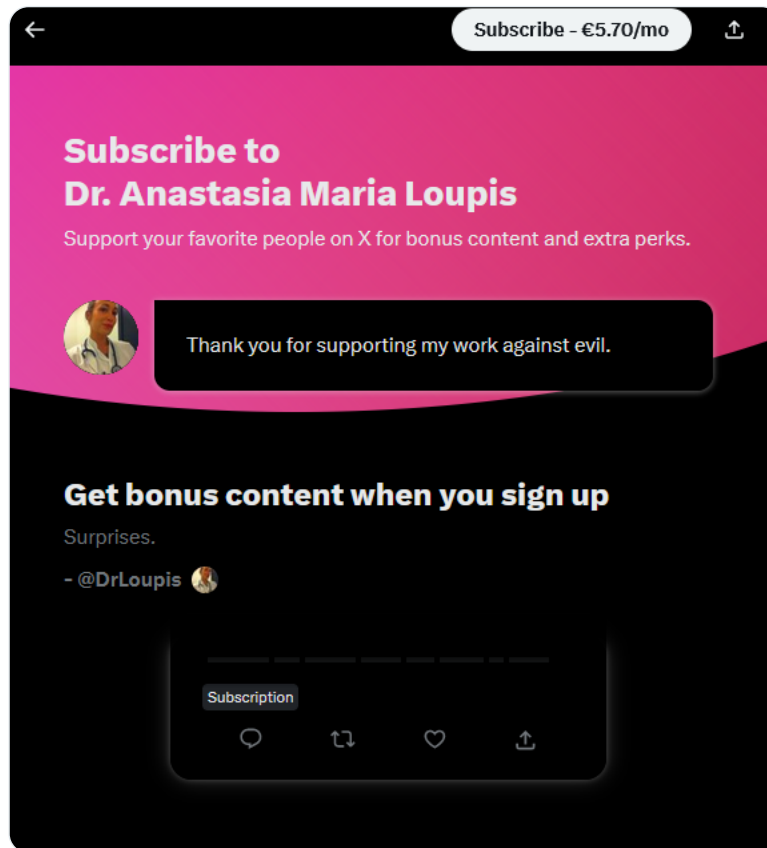 Subscribe - €5.70/mo
Subscribe to
Dr. Anastasia Maria Loupis
Support your favorite people on X for bonus content and extra perks.
Thank you for supporting my work against evil.
Get bonus content when you sign up
Surprises.
- @DrLoupis
Subscription